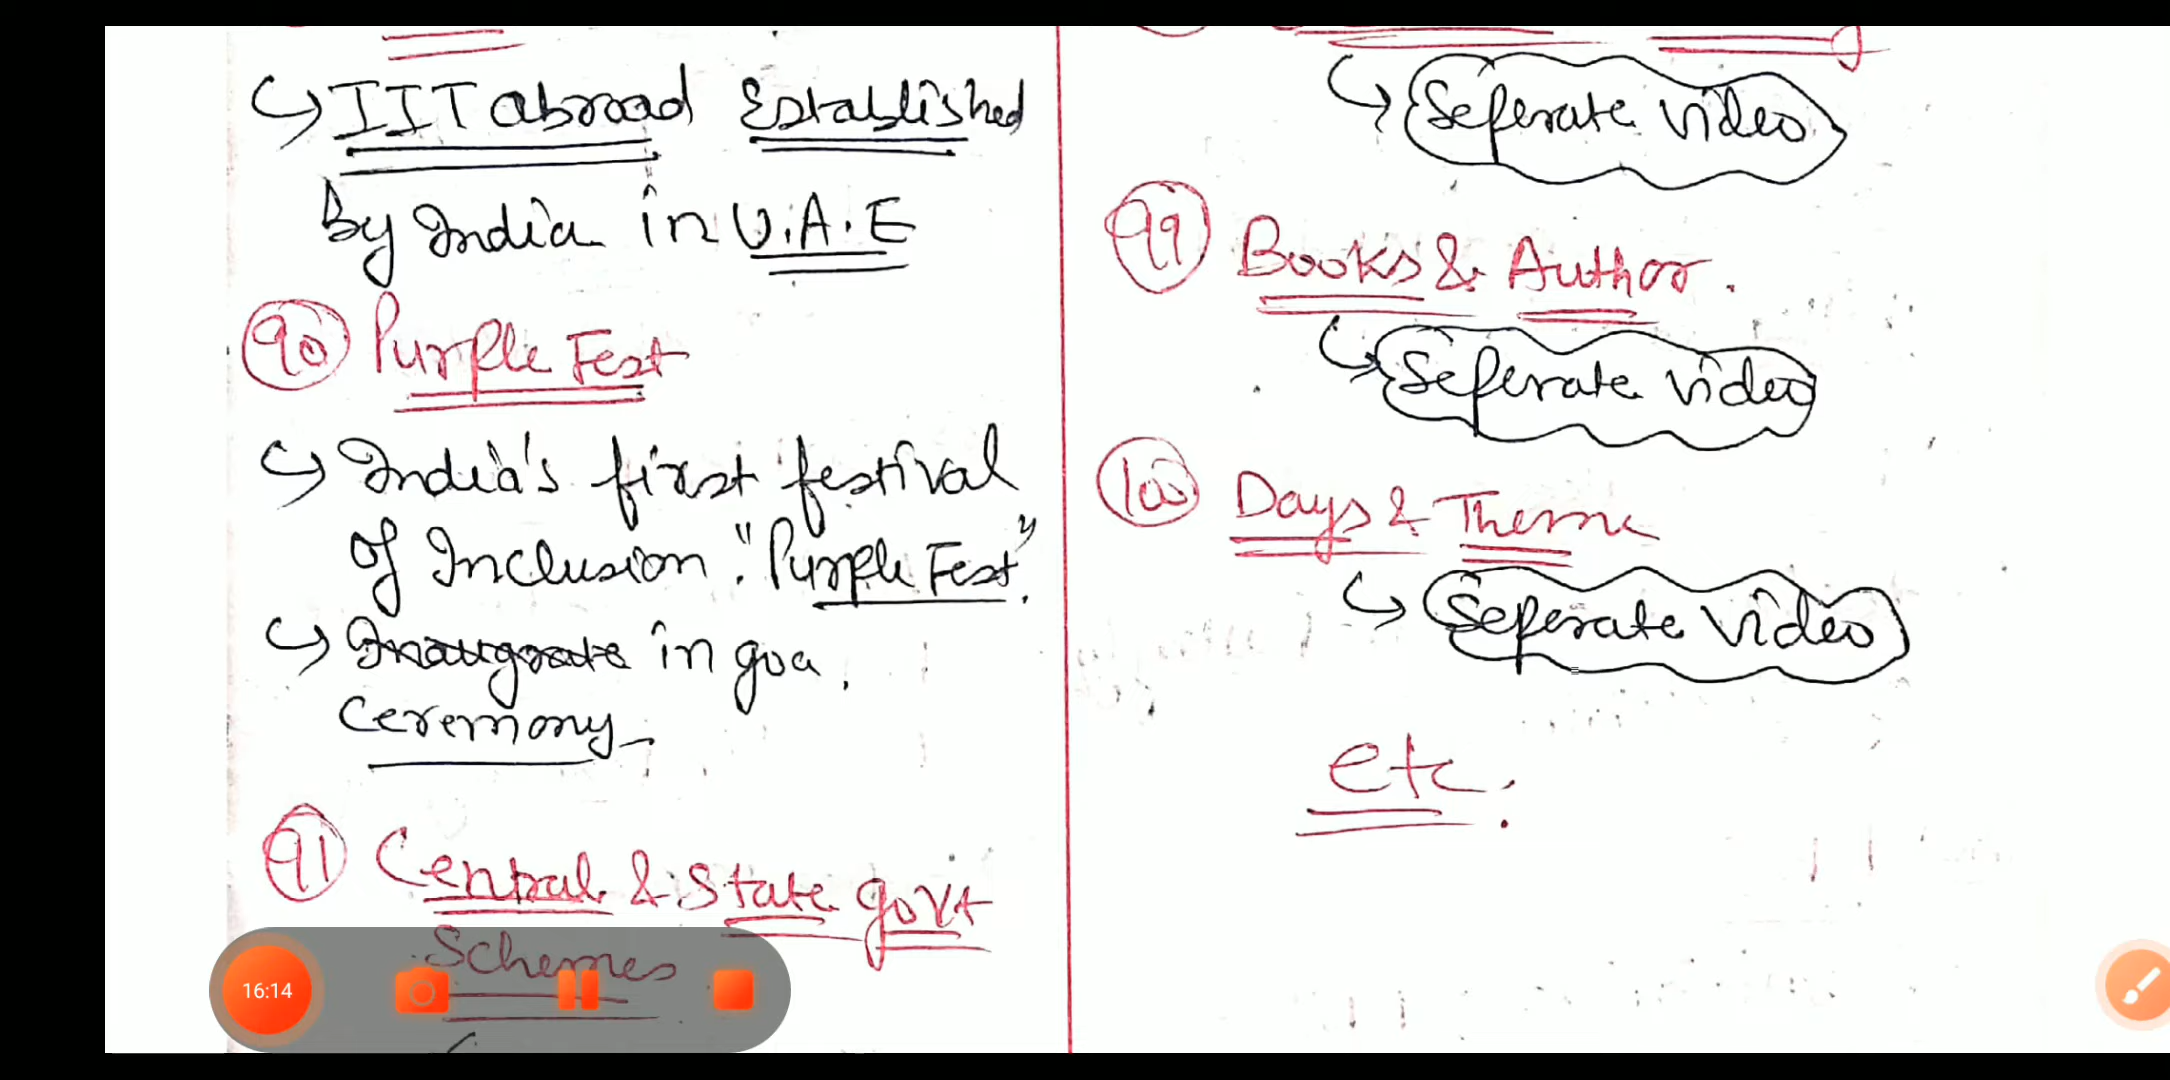 ↳ IIT abroad Established
By India in U.A.E
90 Purple Fest
↳ India's first festival
of Inclusion. "Purple Fest".
↳ Inaugrate in goa.
Ceremony
91 Central & State govt
Schemes
16:14
↳ Seperate video
99 Books & Author.
↳ Seperate video
100 Days & Theme
↳ Seperate video
etc.